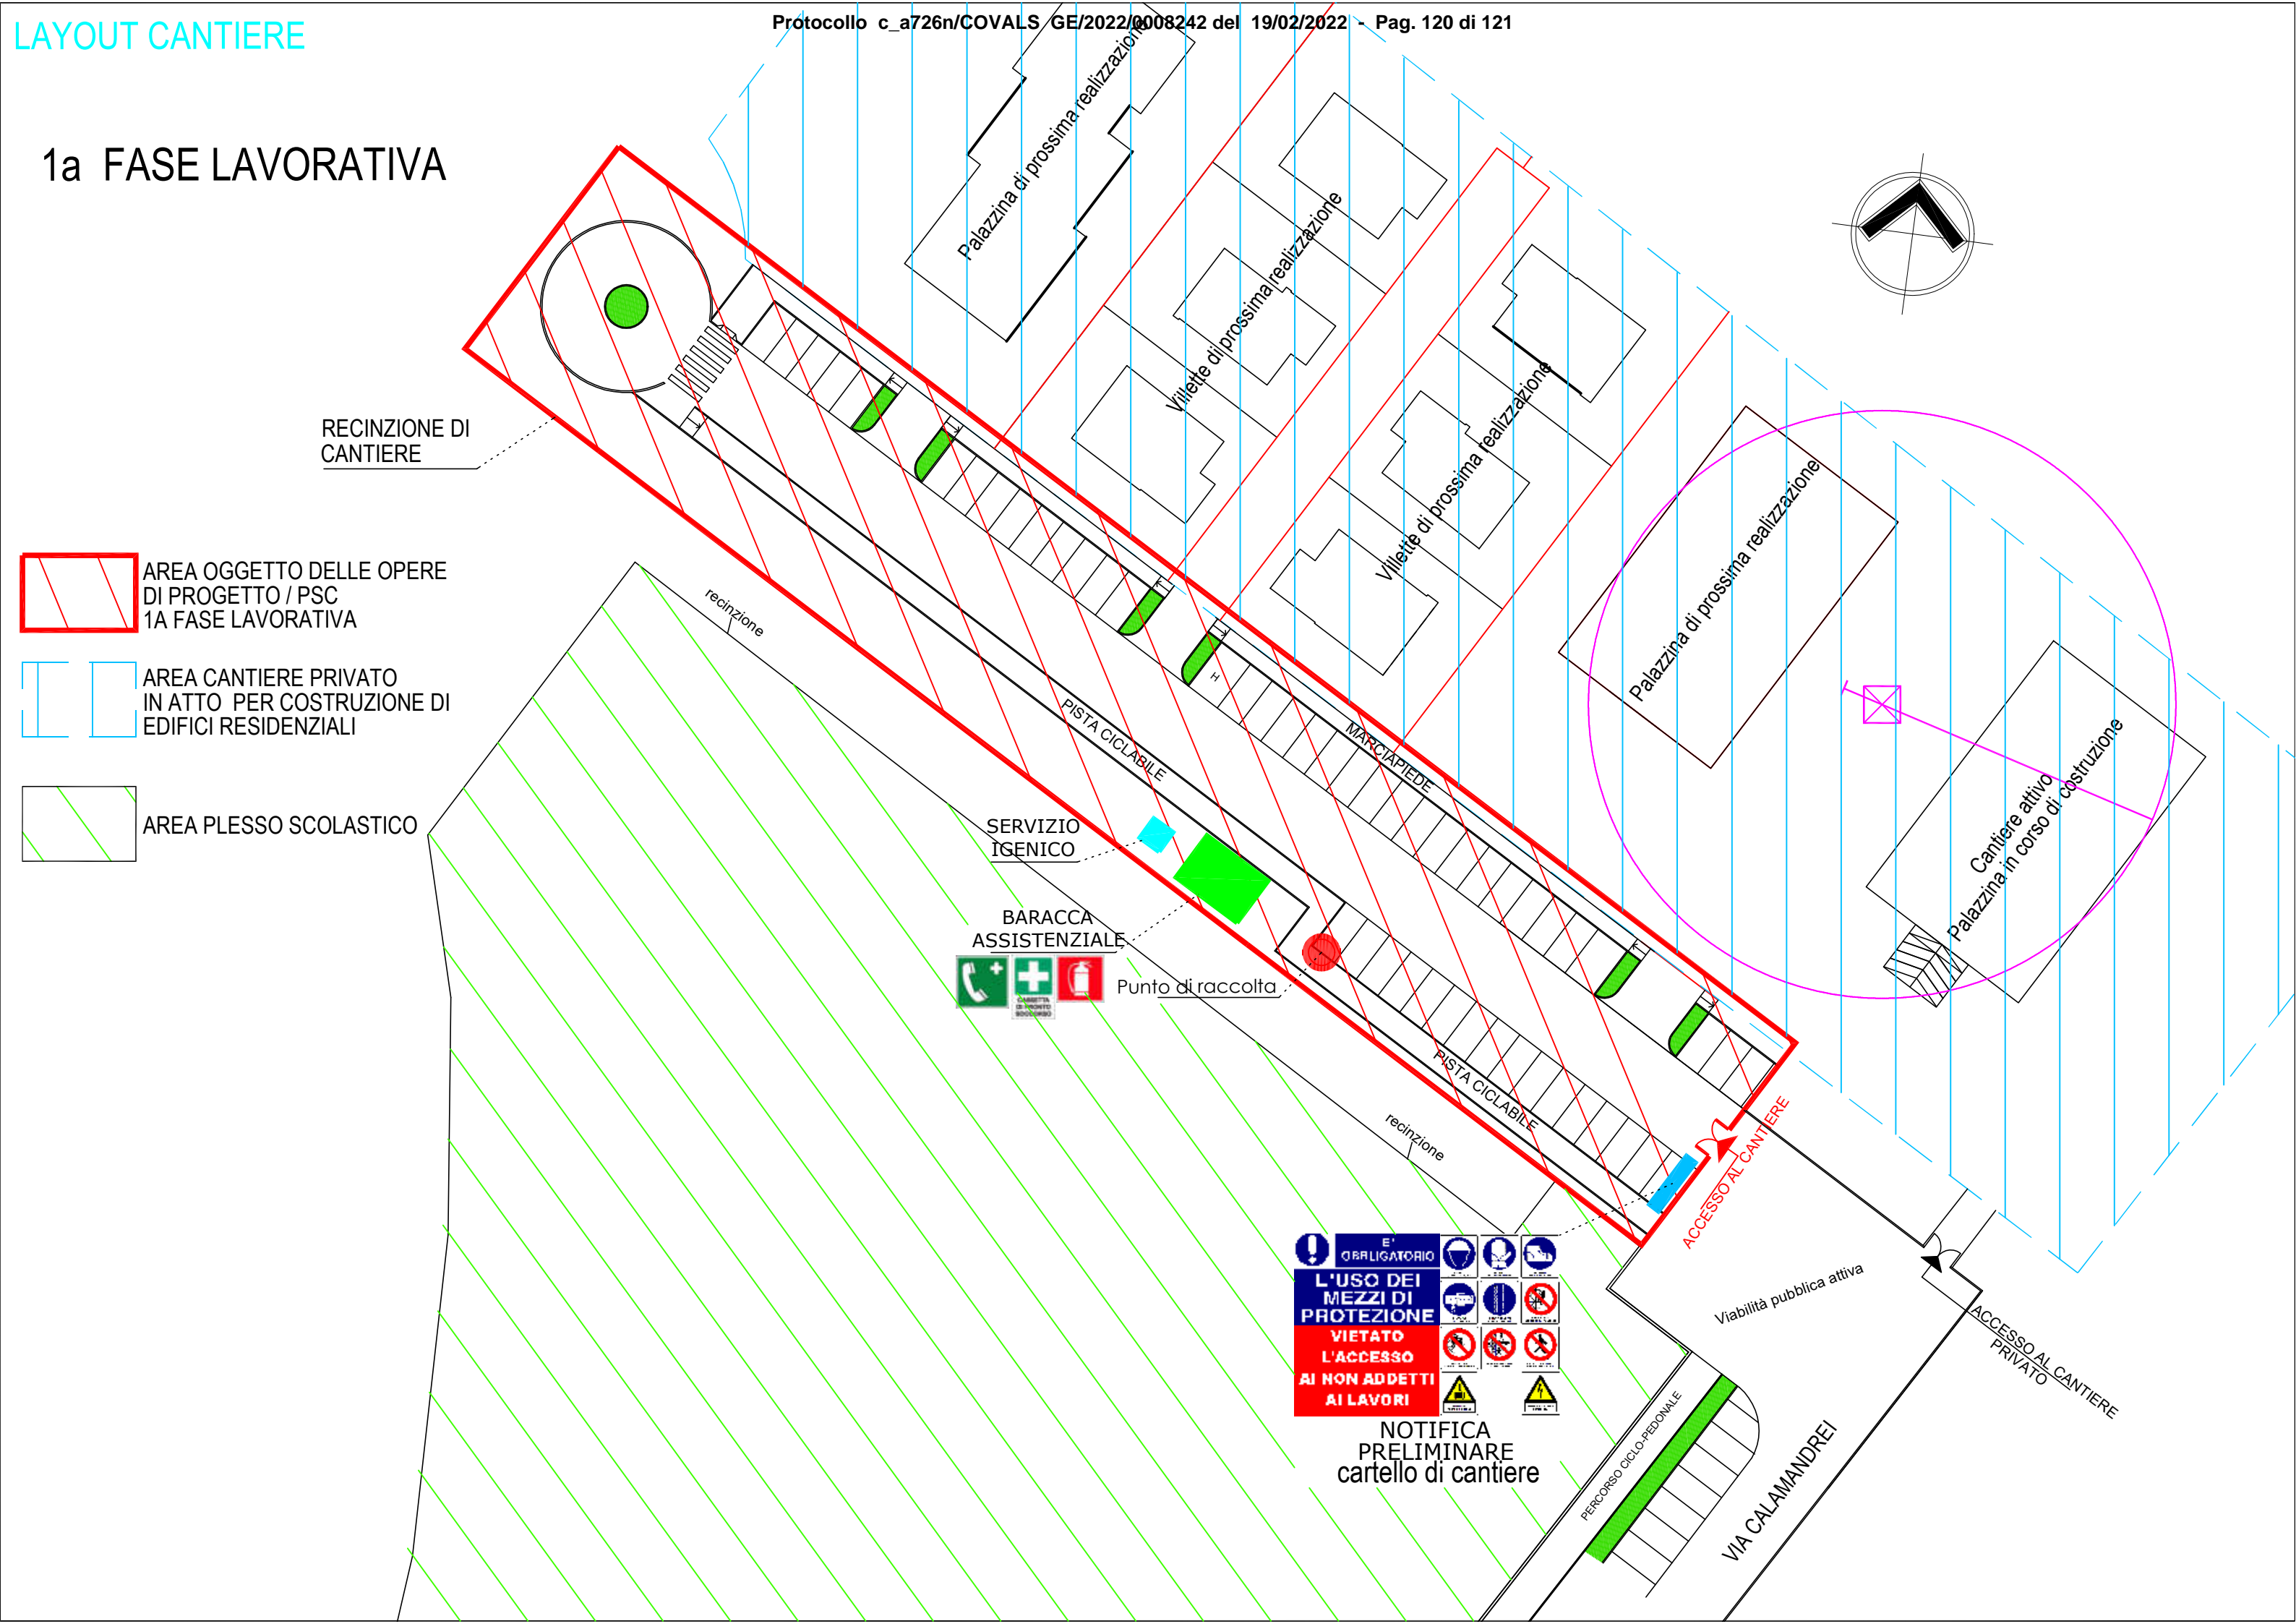 Protocollo c_a726n/COVALS GE/2022/0008242 del 19/02/2022 - Pag. 120 di 121
LAYOUT CANTIERE
1a FASE LAVORATIVA
RECINZIONE DI
CANTIERE
AREA OGGETTO DELLE OPERE
DI PROGETTO / PSC
1A FASE LAVORATIVA
AREA CANTIERE PRIVATO
IN ATTO PER COSTRUZIONE DI
EDIFICI RESIDENZIALI
AREA PLESSO SCOLASTICO
Palazzina di prossima realizzazione
Villette di prossima realizzazione
Villette di prossima realizzazione
Palazzina di prossima realizzazione
Cantiere attivo
Palazzina in corso di costruzione
recinzione
PISTA CICLABILE
MARCIAPIEDE
H
SERVIZIO
IGENICO
BARACCA
ASSISTENZIALE
CASSETTA
DI PRONTO
SOCCORSO
Punto di raccolta
PISTA CICLABILE
recinzione
ACCESSO AL CANTIERE
E'
OBBLIGATORIO
L'USO DEI
MEZZI DI
PROTEZIONE
VIETATO
L'ACCESSO
AI NON ADDETTI
AI LAVORI
NOTIFICA
PRELIMINARE
cartello di cantiere
Viabilità pubblica attiva
ACCESSO AL CANTIERE
PRIVATO
PERCORSO CICLO-PEDONALE
VIA CALAMANDREI